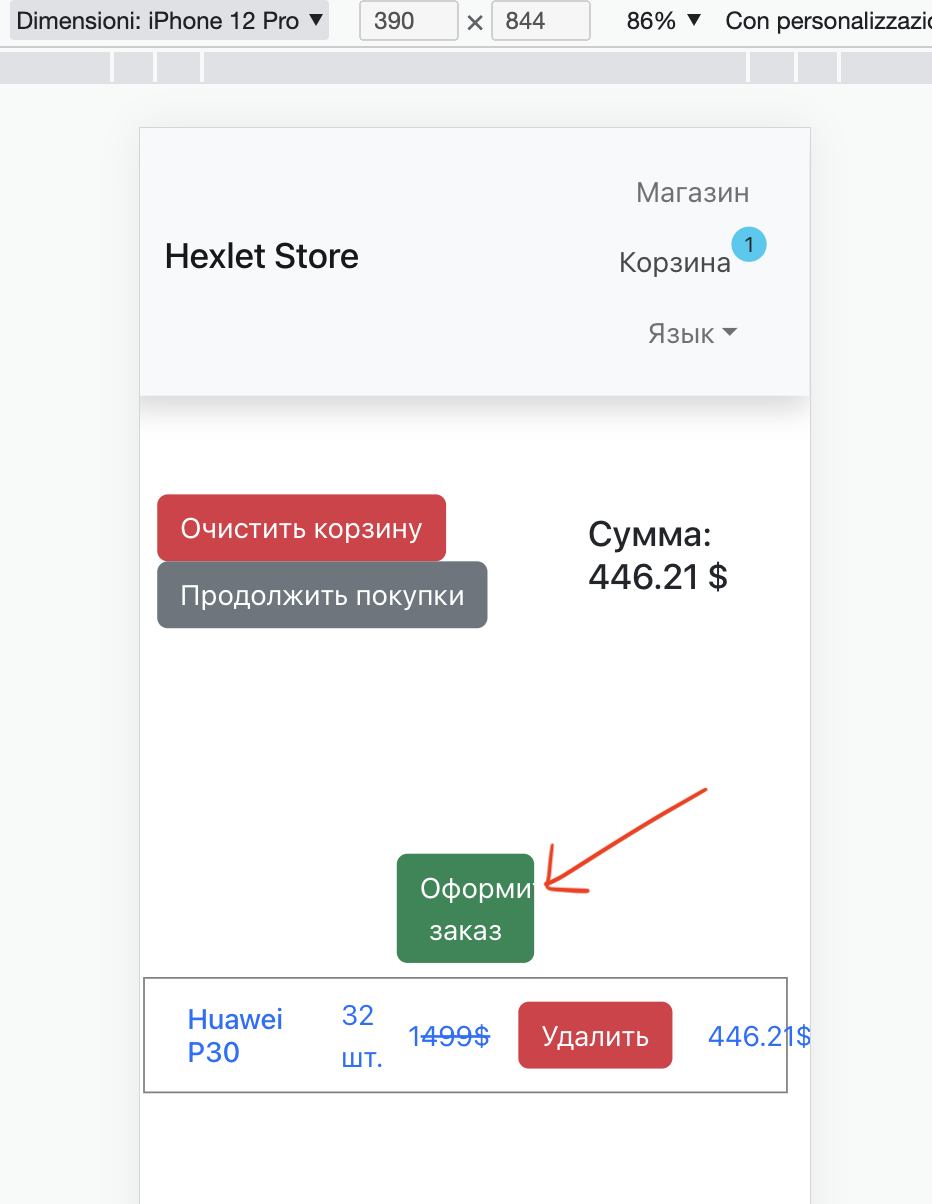 Dimensioni: iPhone 12 Pro ▼ 390 × 844 86% ▼ Con personalizzazio
Магазин
Hexlet Store
Корзина 1
Язык
Очистить корзину
Продолжить покупки
Сумма:
446.21 $
Оформит
заказ
Huawei
P30
32
шт.
1499$
Удалить
446.21$